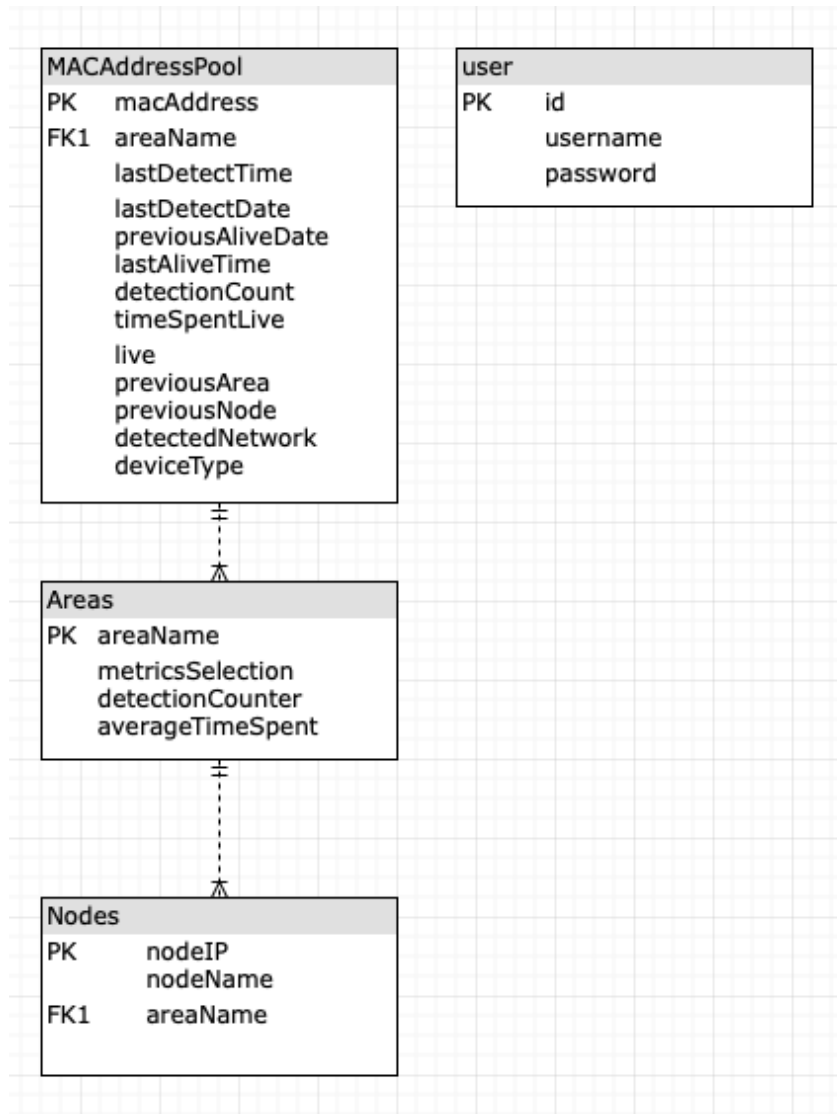 MACAddressPool
PK macAddress
FK1 areaName
lastDetectTime
lastDetectDate
previousAliveDate
lastAliveTime
detectionCount
timeSpentLive
live
previousArea
previousNode
detectedNetwork
deviceType
user
PK id
username
password
Areas
PK areaName
metricsSelection
detectionCounter
averageTimeSpent
Nodes
PK nodeIP
nodeName
FK1 areaName